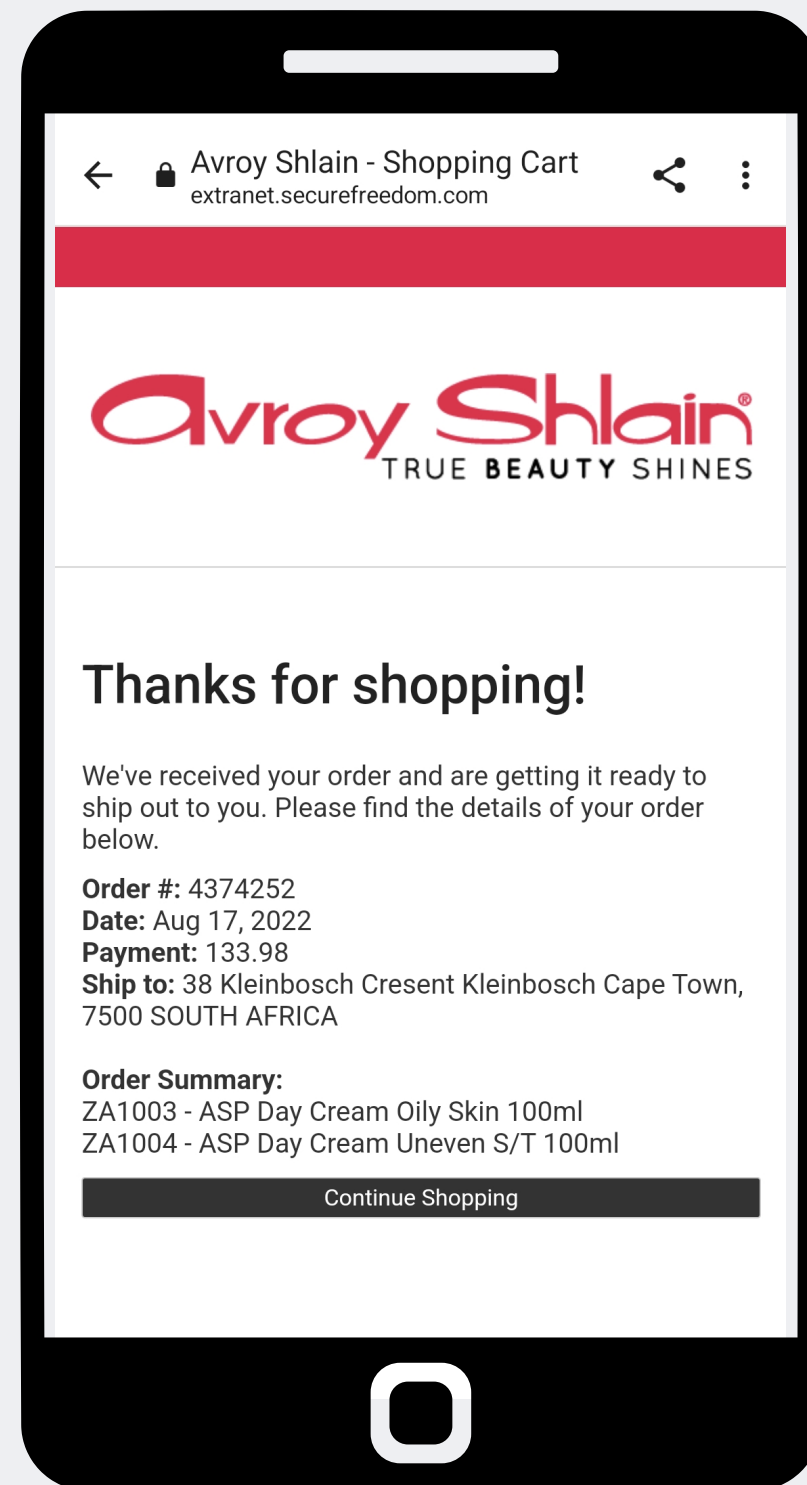 Avroy Shlain - Shopping Cart
extranet.securefreedom.com
avroy Shlain®
TRUE BEAUTY SHINES
Thanks for shopping!
We've received your order and are getting it ready to
ship out to you. Please find the details of your order
below.
Order #: 4374252
Date: Aug 17, 2022
Payment: 133.98
Ship to: 38 Kleinbosch Cresent Kleinbosch Cape Town,
7500 SOUTH AFRICA
Order Summary:
ZA1003 - ASP Day Cream Oily Skin 100ml
ZA1004 - ASP Day Cream Uneven S/T 100ml
Continue Shopping